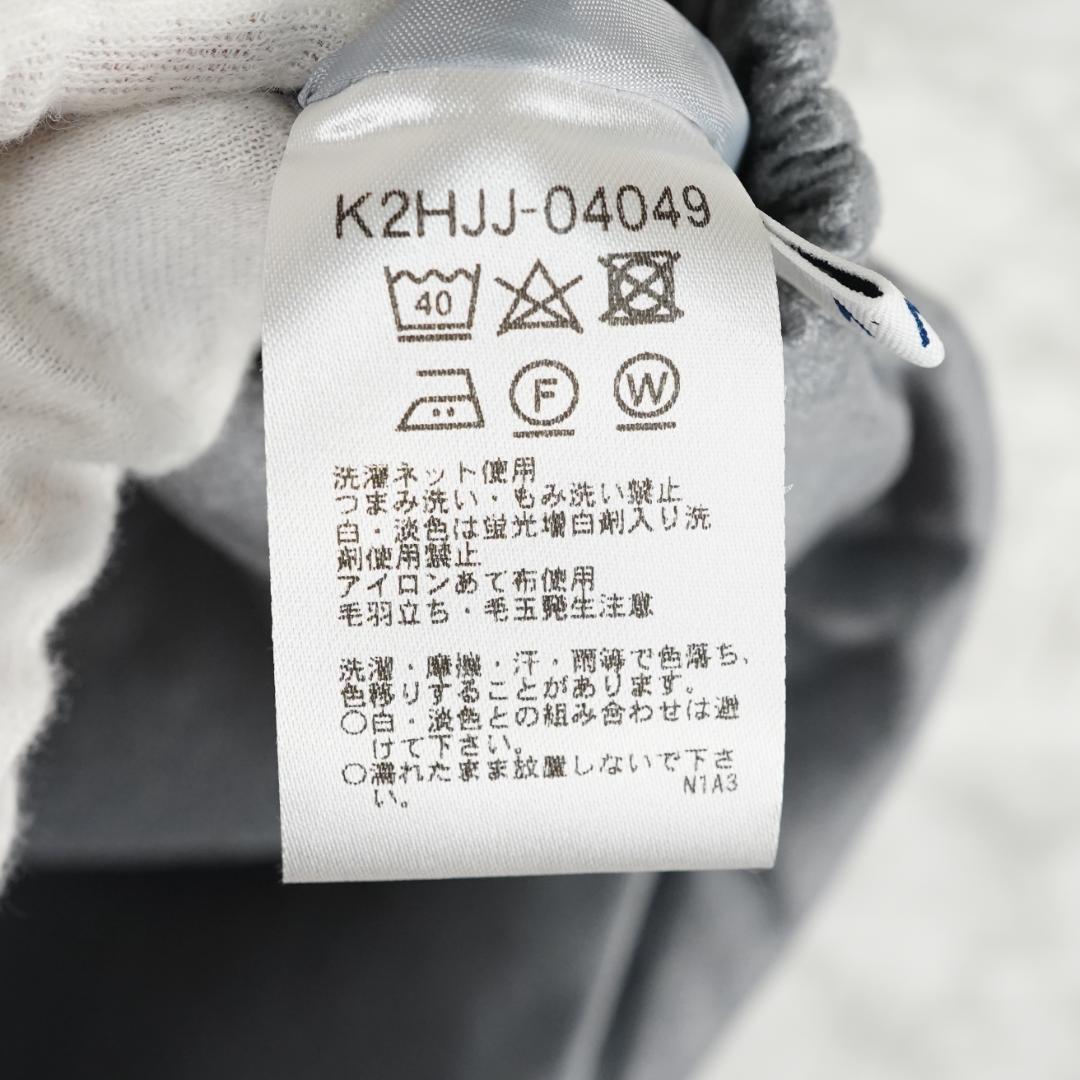 K2HJJ-04049
40
F W
洗濯ネット使用
つまみ洗い・もみ洗い禁止
白・淡色は蛍光増白剤入り洗
剤使用禁止
アイロンあて布使用
毛羽立ち・毛玉発生注意
洗濯・摩擦・汗・雨等で色落ち、
色移りすることがあります。
○白・淡色との組み合わせは避
けて下さい。
○濡れたまま放置しないで下さ
い。
N1A3